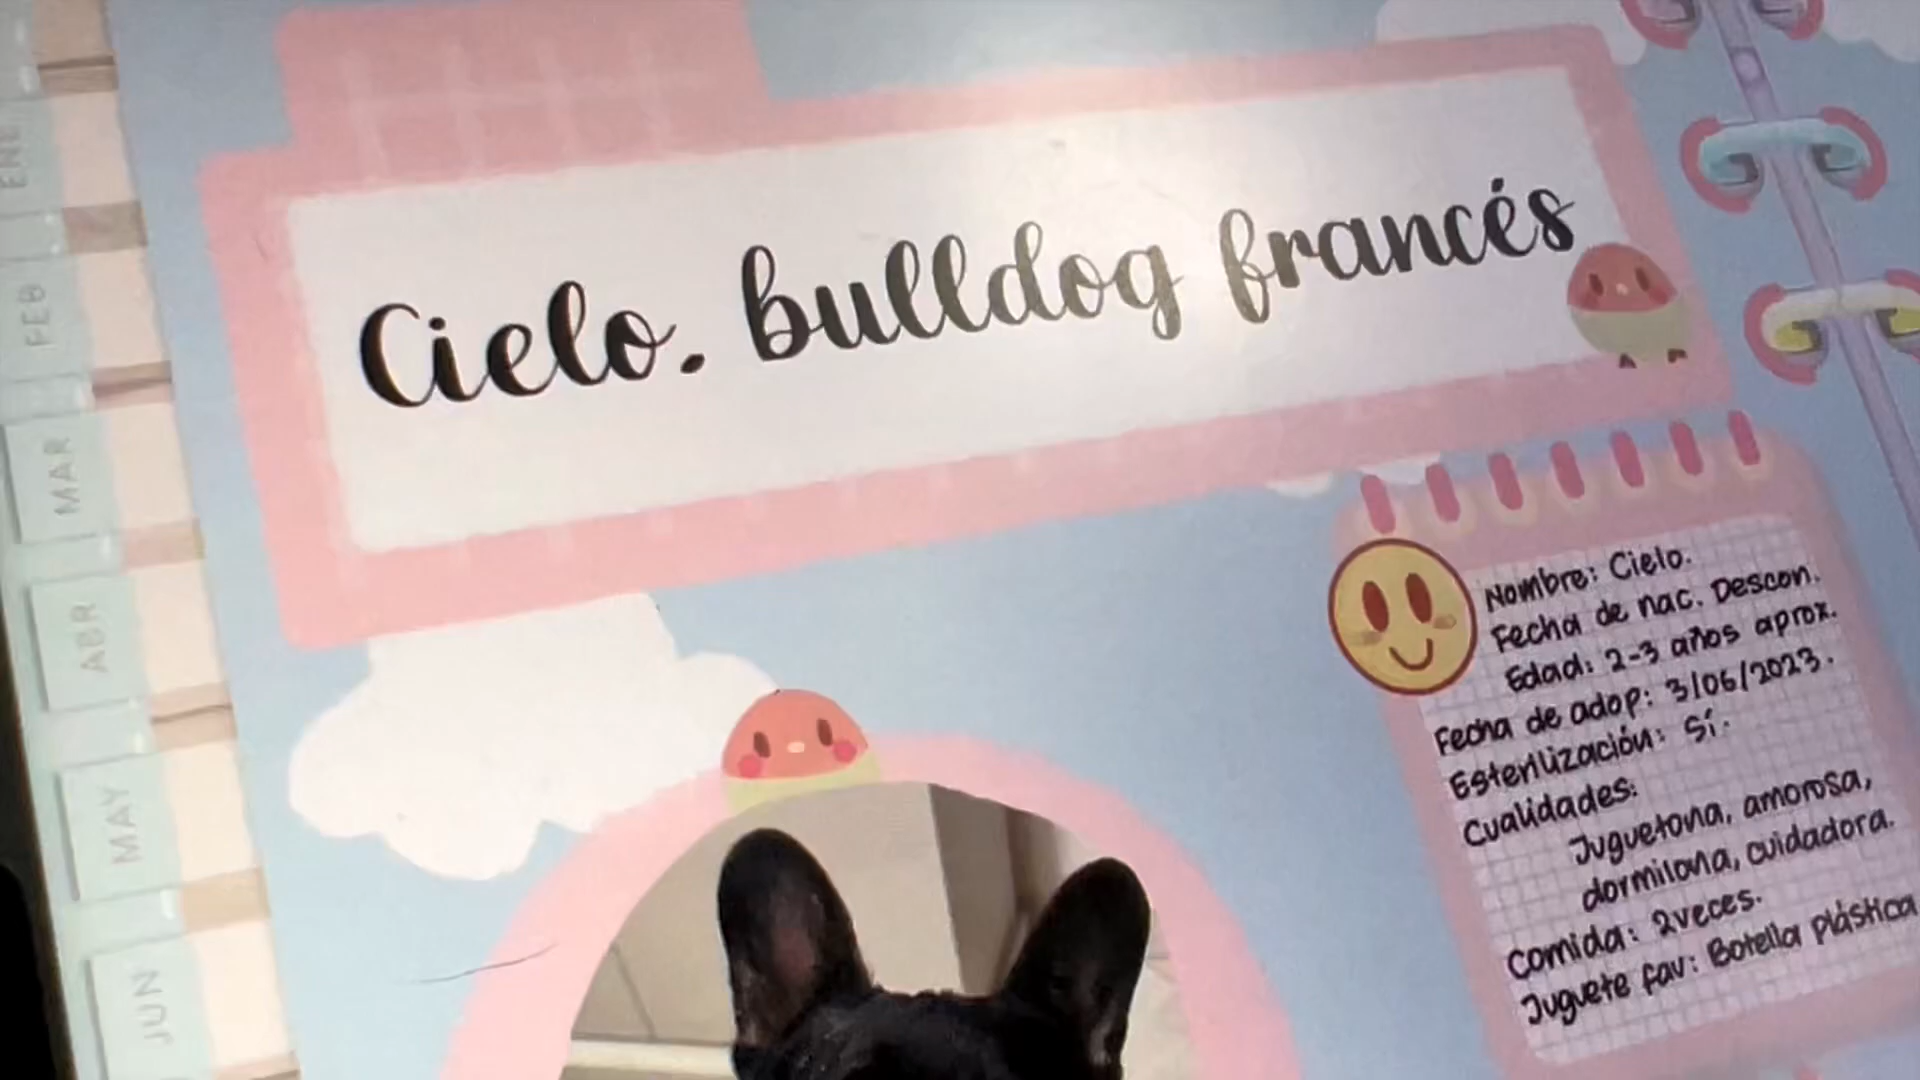 Cielo. bulldog francés
ENE
FEB
MAR
ABR
MAY
JUN
Nombre: Cielo.
Fecha de nac. Descon.
Edad: 2-3 años aprox.
Fecha de adop: 3/06/2023.
Esterilización: Sí.
Cualidades:
Juguetona, amorosa,
dormilona, cuidadora.
Comida: 2 veces.
Juguete fav: Botella plástica